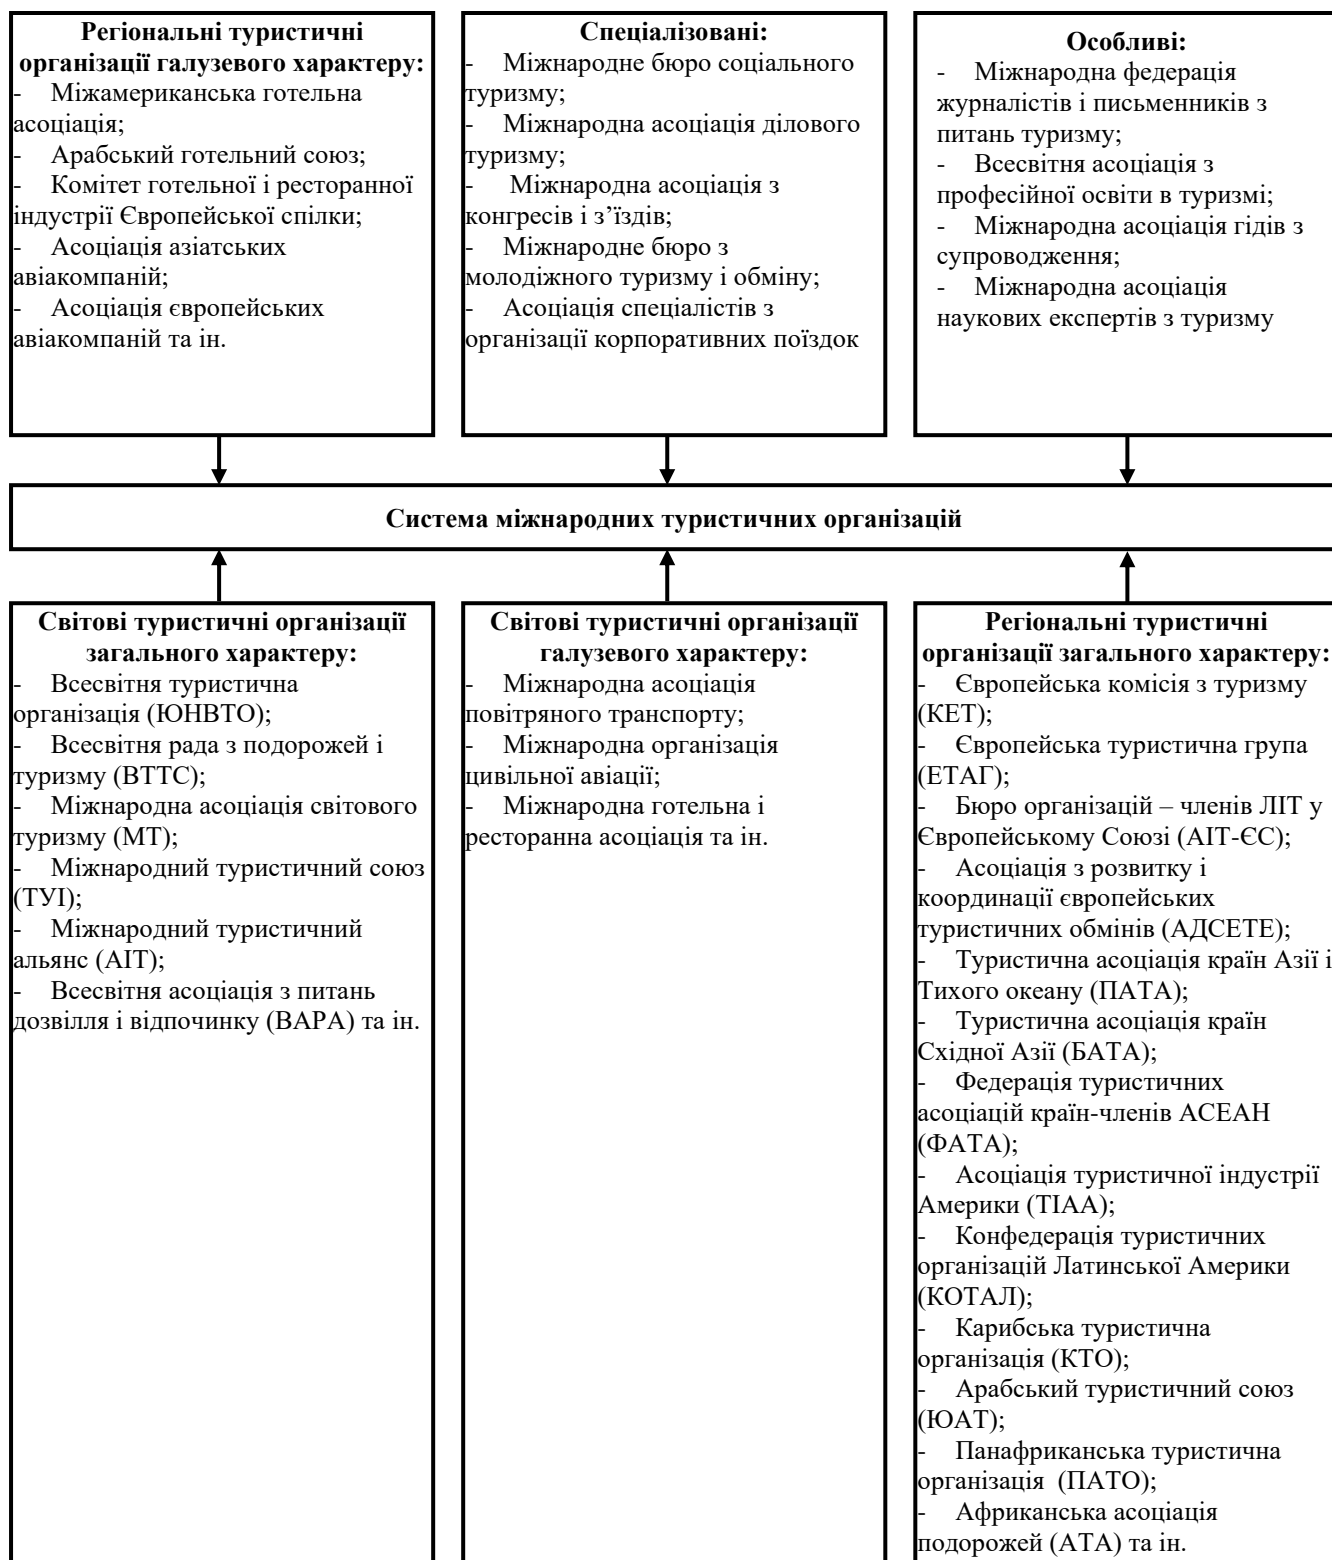 Регіональні туристичні
організації галузевого характеру:
- Міжамериканська готельна
асоціація;
- Арабський готельний союз;
- Комітет готельної і ресторанної
індустрії Європейської спілки;
- Асоціація азіатських
авіакомпаній;
- Асоціація європейських
авіакомпаній та ін.
Спеціалізовані:
- Міжнародне бюро соціального
туризму;
- Міжнародна асоціація ділового
туризму;
- Міжнародна асоціація з
конгресів і з’їздів;
- Міжнародне бюро з
молодіжного туризму і обміну;
- Асоціація спеціалістів з
організації корпоративних поїздок
Особливі:
- Міжнародна федерація
журналістів і письменників з
питань туризму;
- Всесвітня асоціація з
професійної освіти в туризмі;
- Міжнародна асоціація гідів з
супроводження;
- Міжнародна асоціація
наукових експертів з туризму
Система міжнародних туристичних організацій
Світові туристичні організації
загального характеру:
- Всесвітня туристична
організація (ЮНВТО);
- Всесвітня рада з подорожей і
туризму (ВТТС);
- Міжнародна асоціація світового
туризму (МТ);
- Міжнародний туристичний союз
(ТУІ);
- Міжнародний туристичний
альянс (АІТ);
- Всесвітня асоціація з питань
дозвілля і відпочинку (ВАРА) та ін.
Світові туристичні організації
галузевого характеру:
- Міжнародна асоціація
повітряного транспорту;
- Міжнародна організація
цивільної авіації;
- Міжнародна готельна і
ресторанна асоціація та ін.
Регіональні туристичні
організації загального характеру:
- Європейська комісія з туризму
(КЕТ);
- Європейська туристична група
(ЕТАГ);
- Бюро організацій – членів ЛІТ у
Європейському Союзі (АІТ-ЄС);
- Асоціація з розвитку і
координації європейських
туристичних обмінів (АДСЕТЕ);
- Туристична асоціація країн Азії і
Тихого океану (ПАТА);
- Туристична асоціація країн
Східної Азії (БАТА);
- Федерація туристичних
асоціацій країн-членів АСЕАН
(ФАТА);
- Асоціація туристичної індустрії
Америки (ТІАА);
- Конфедерація туристичних
організацій Латинської Америки
(КОТАЛ);
- Карибська туристична
організація (КТО);
- Арабський туристичний союз
(ЮАТ);
- Панафриканська туристична
організація (ПАТО);
- Африканська асоціація
подорожей (АТА) та ін.